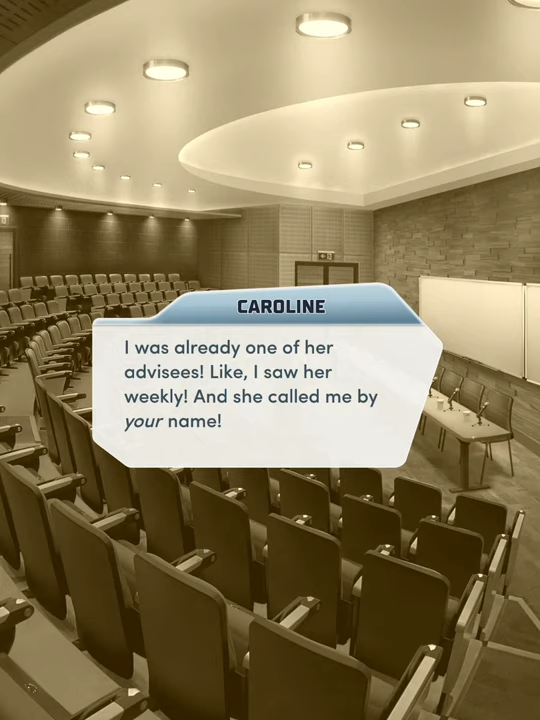 CAROLINE
I was already one of her
advisees! Like, I saw her
weekly! And she called me by
your name!